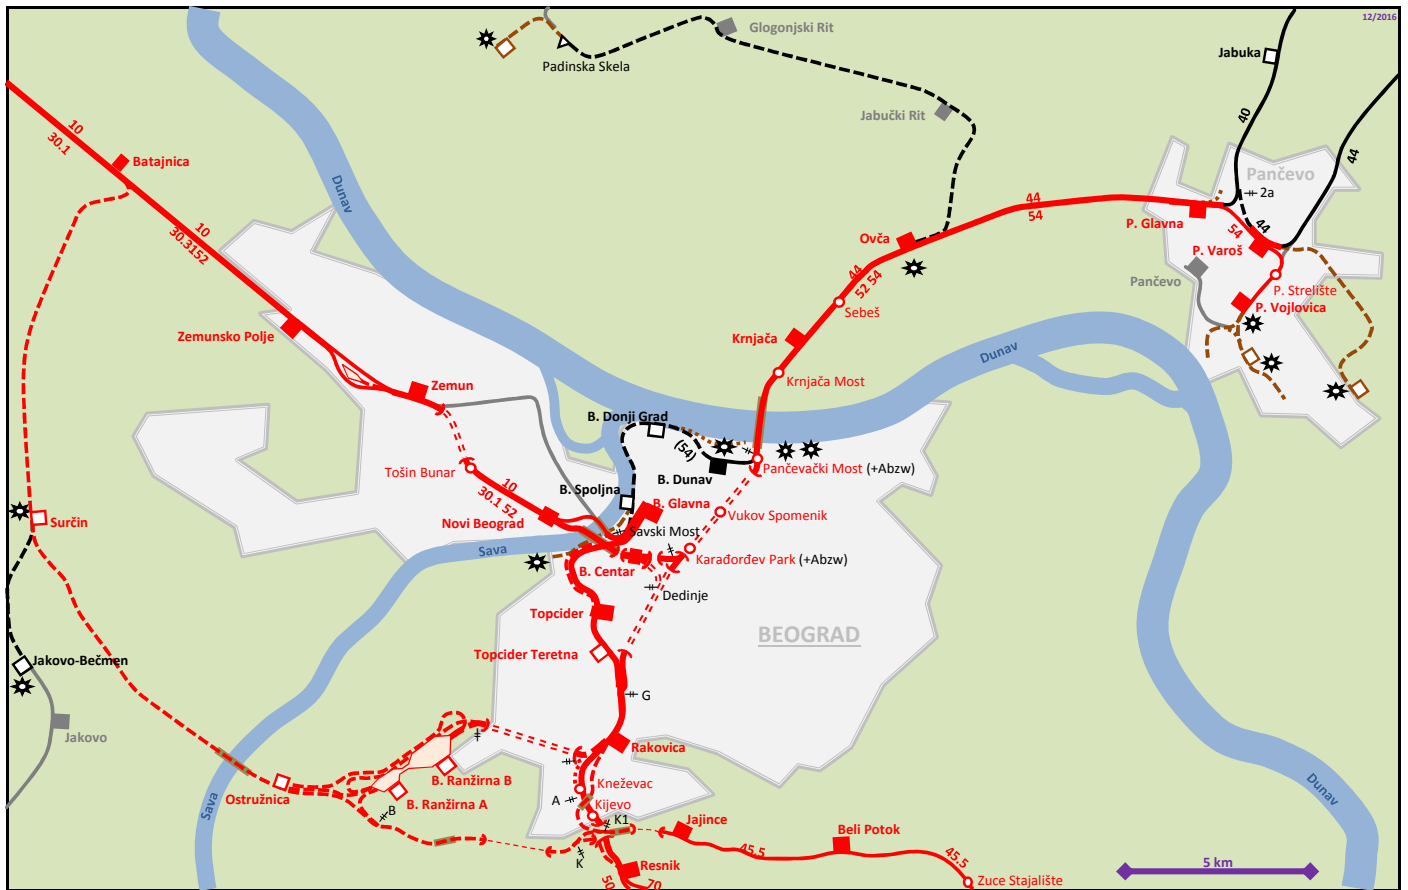 12/2016
Glogonjski Rit
Jabuka
Padinska Skela
Jabučki Rit
40
10
30.1
Batajnica
44
Dunav
Pančevo
2a
44
54
P. Glavna
44
54
P. Varoš
10
30.3152
Ovča
Pančevo
P. Strelište
P. Vojlovica
44
52 54
Sebeš
Zemunsko Polje
Krnjača
Dunav
Zemun
Krnjača Most
B. Donji Grad
(54)
Tošin Bunar
Pančevački Most (+Abzw)
B. Dunav
10
30.1 52
B. Spoljna
B. Glavna
Novi Beograd
Vukov Spomenik
Surčin
Savski Most
Sava
Karađorđev Park (+Abzw)
B. Centar
Dedinje
Topcider
BEOGRAD
Topcider Teretna
Jakovo-Bečmen
G
Jakovo
Rakovica
B. Ranžirna B
Kneževac
Ostružnica
B. Ranžirna A
A
Kijevo
B
K1
Jajince
Beli Potok
Sava
Dunav
45.5
45.5
K
Resnik
5 km
50
70
Zuce Stajalište